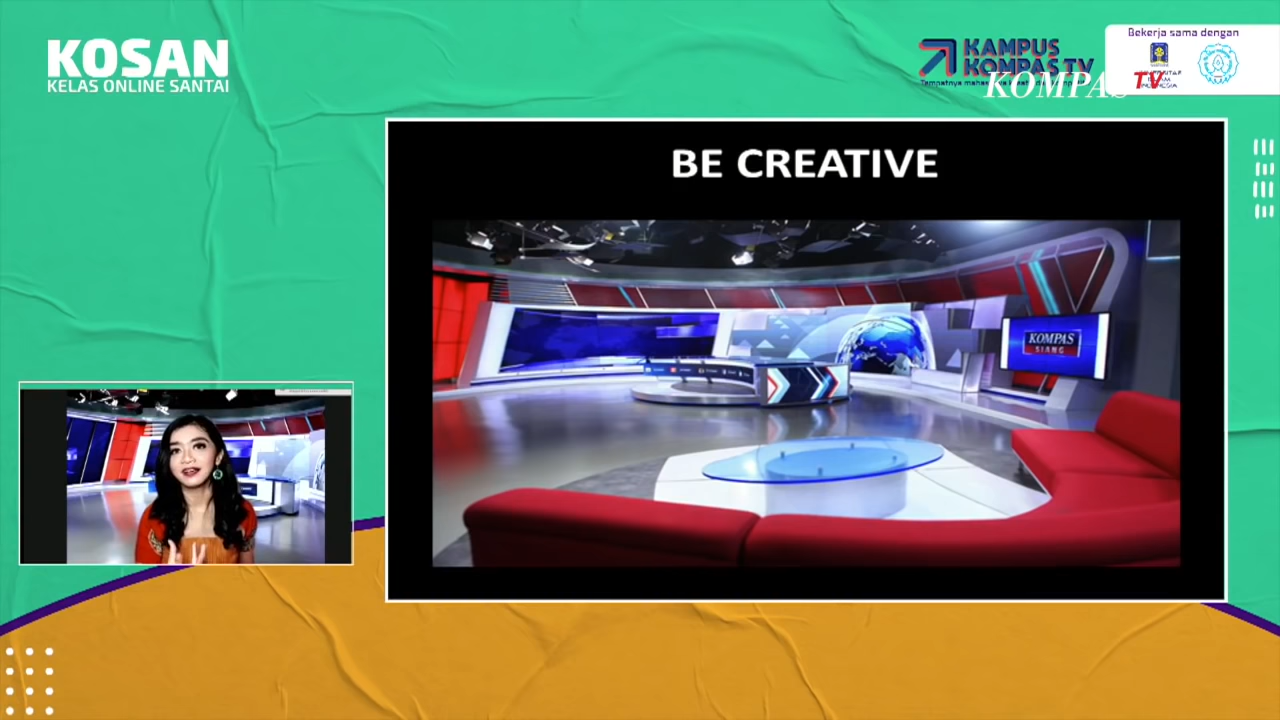 KOSAN
KELAS ONLINE SANTAI
KAMPUS
KOMPAS TV
KOMPAS TV
Bekerja sama dengan
BE CREATIVE
KOMPAS
SIANG